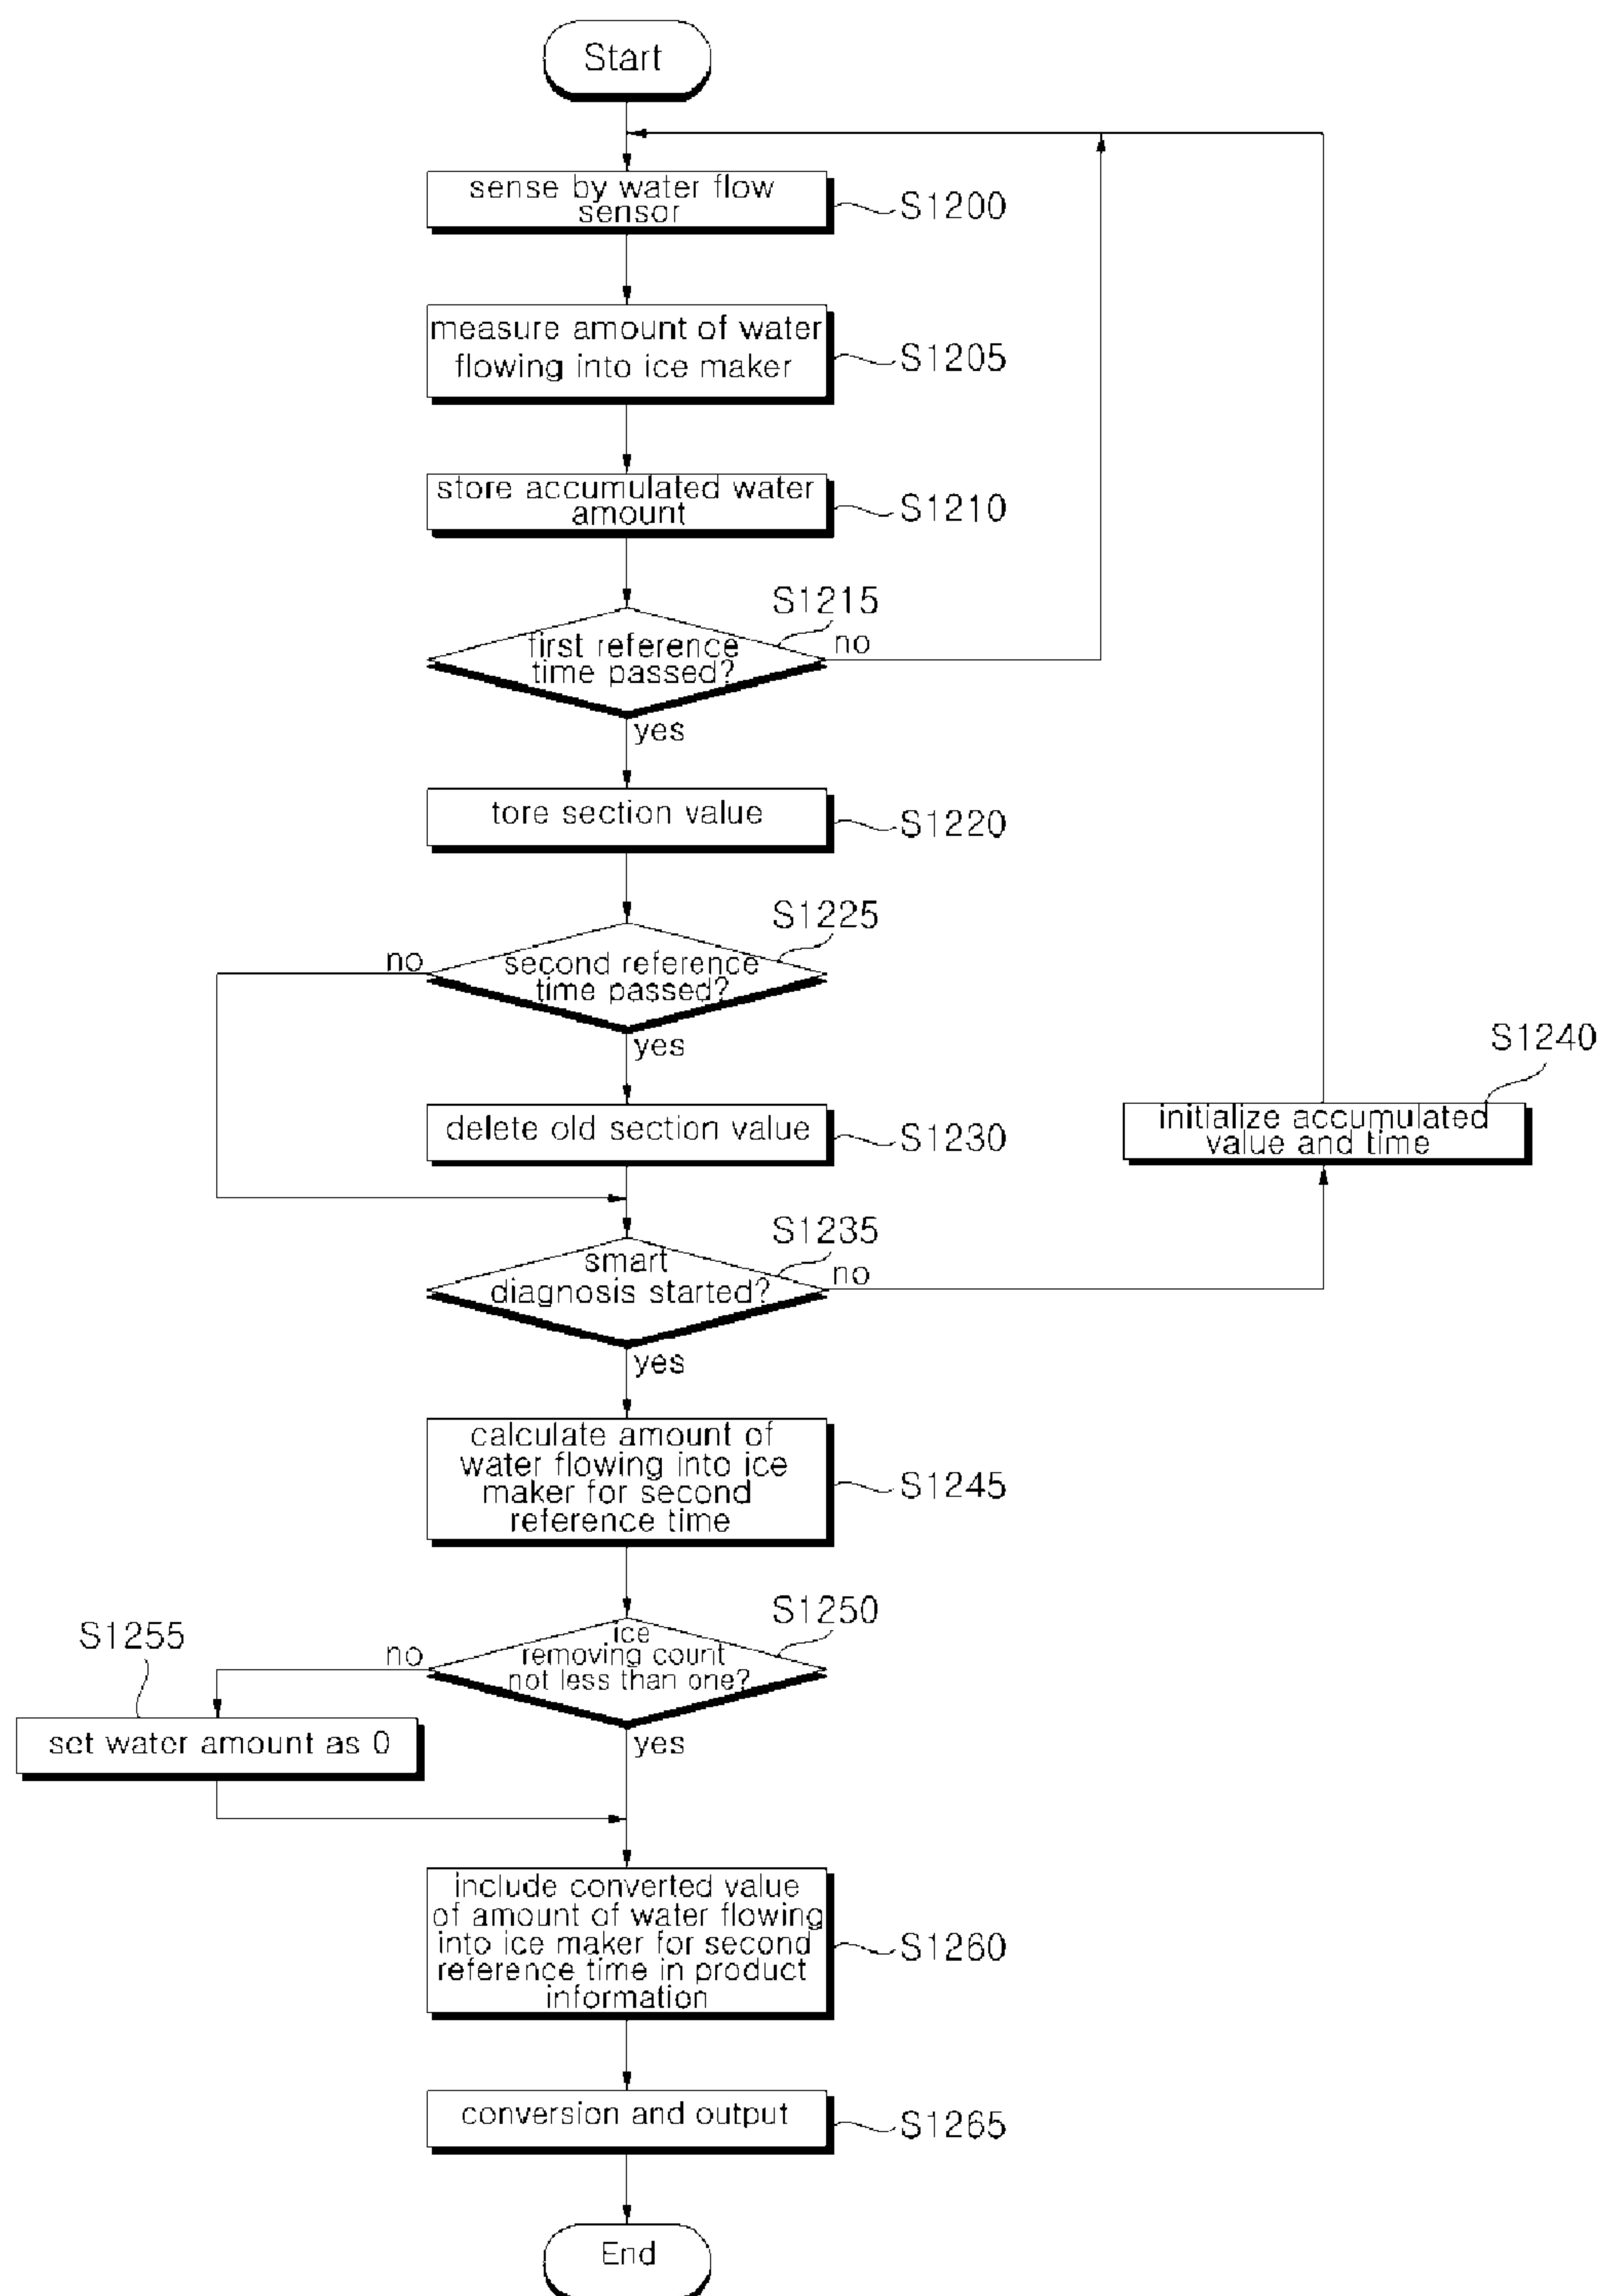 Start
sense by water flow
sensor
S1200
measure amount of water
flowing into ice maker
S1205
store accumulated water
amount
S1210
S1215
first reference
time passed?
no
yes
tore section value
S1220
S1225
no
second reference
time passed?
yes
S1240
delete old section value
S1230
initialize accumulated
value and time
S1235
smart
diagnosis started?
no
yes
calculate amount of
water flowing into ice
maker for second
reference time
S1245
S1250
S1255
no
ice
removing count
not less than one?
set water amount as 0
yes
include converted value
of amount of water flowing
into ice maker for second
reference time in product
information
S1260
conversion and output
S1265
End